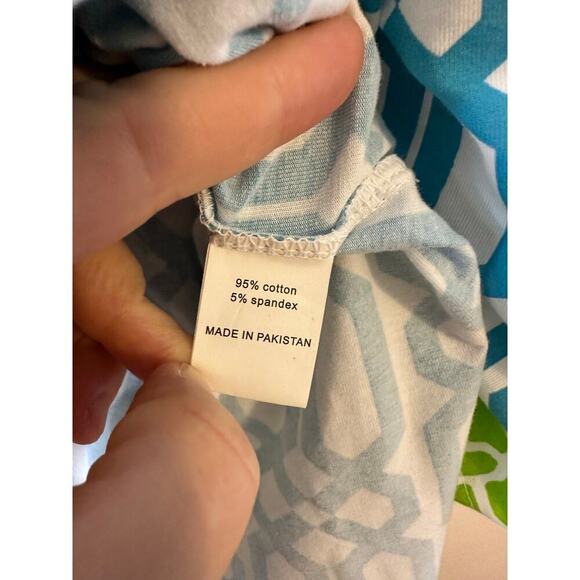 95% cotton
5% spandex
MADE IN PAKISTAN